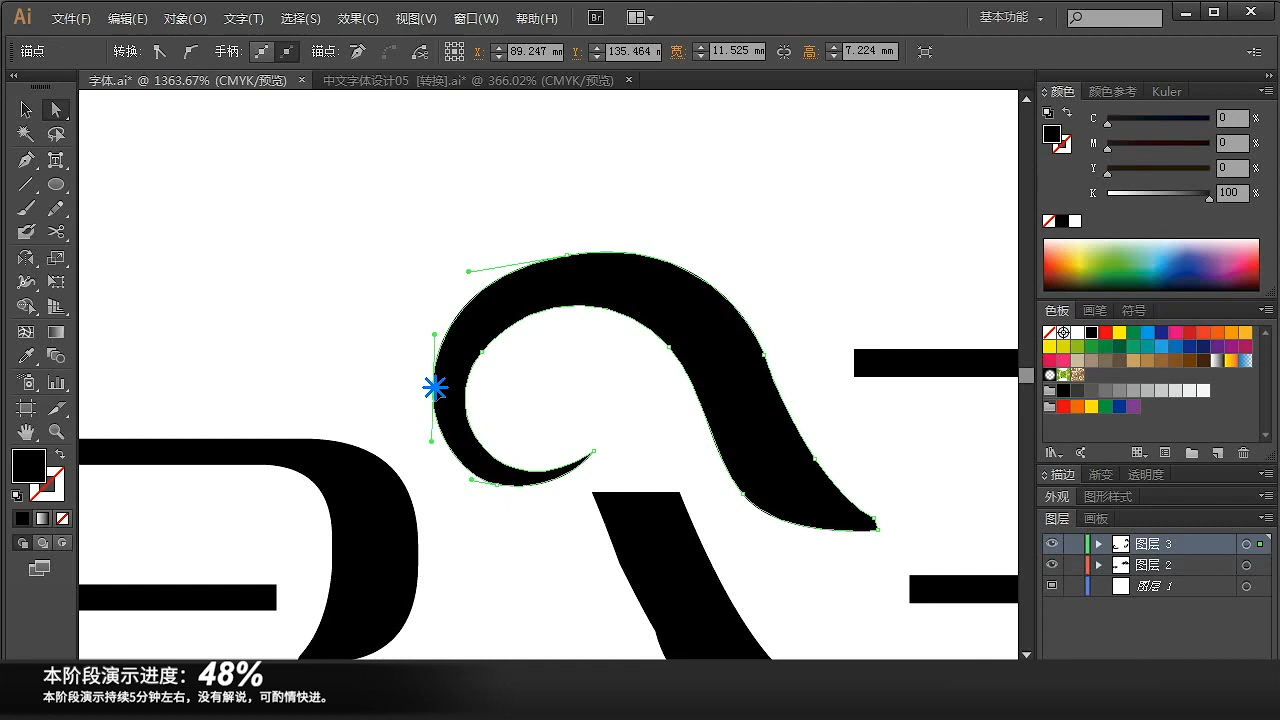 Ai 文件(F) 编辑(E) 对象(O) 文字(T) 选择(S) 效果(C) 视图(V) 窗口(W) 帮助(H) Br 基本功能
锚点 转换: 手柄: 锚点: X: 89.247 mm Y: 135.464 m 宽: 11.525 mm 高: 7.224 mm
字体.ai* @ 1363.67% (CMYK/预览) × 中文字体设计05 [转换].ai* @ 366.02% (CMYK/预览) ×
颜色 颜色参考 Kuler
C 0 %
M 0 %
Y 0 %
K 100 %
色板 画笔 符号
描边 渐变 透明度
外观 图形样式
图层 画板
图层 3
图层 2
图层 1
本阶段演示进度：48%
本阶段演示持续5分钟左右，没有解说，可酌情快进。